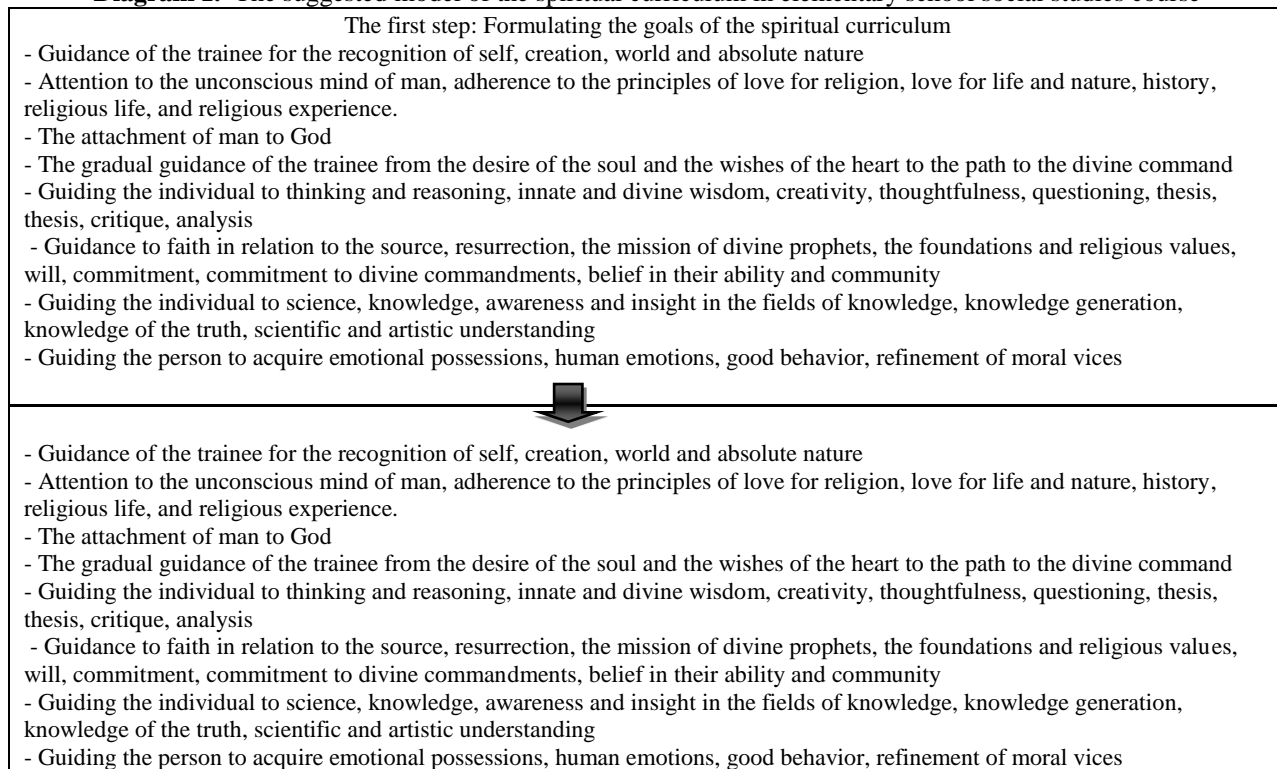 Diagram 1. The suggested model of the spiritual curriculum in elementary school social studies course
The first step: Formulating the goals of the spiritual curriculum
- Guidance of the trainee for the recognition of self, creation, world and absolute nature
- Attention to the unconscious mind of man, adherence to the principles of love for religion, love for life and nature, history,
religious life, and religious experience.
- The attachment of man to God
- The gradual guidance of the trainee from the desire of the soul and the wishes of the heart to the path to the divine command
- Guiding the individual to thinking and reasoning, innate and divine wisdom, creativity, thoughtfulness, questioning, thesis,
thesis, critique, analysis
- Guidance to faith in relation to the source, resurrection, the mission of divine prophets, the foundations and religious values,
will, commitment, commitment to divine commandments, belief in their ability and community
- Guiding the individual to science, knowledge, awareness and insight in the fields of knowledge, knowledge generation,
knowledge of the truth, scientific and artistic understanding
- Guiding the person to acquire emotional possessions, human emotions, good behavior, refinement of moral vices
- Guidance of the trainee for the recognition of self, creation, world and absolute nature
- Attention to the unconscious mind of man, adherence to the principles of love for religion, love for life and nature, history,
religious life, and religious experience.
- The attachment of man to God
- The gradual guidance of the trainee from the desire of the soul and the wishes of the heart to the path to the divine command
- Guiding the individual to thinking and reasoning, innate and divine wisdom, creativity, thoughtfulness, questioning, thesis,
thesis, critique, analysis
- Guidance to faith in relation to the source, resurrection, the mission of divine prophets, the foundations and religious values,
will, commitment, commitment to divine commandments, belief in their ability and community
- Guiding the individual to science, knowledge, awareness and insight in the fields of knowledge, knowledge generation,
knowledge of the truth, scientific and artistic understanding
- Guiding the person to acquire emotional possessions, human emotions, good behavior, refinement of moral vices